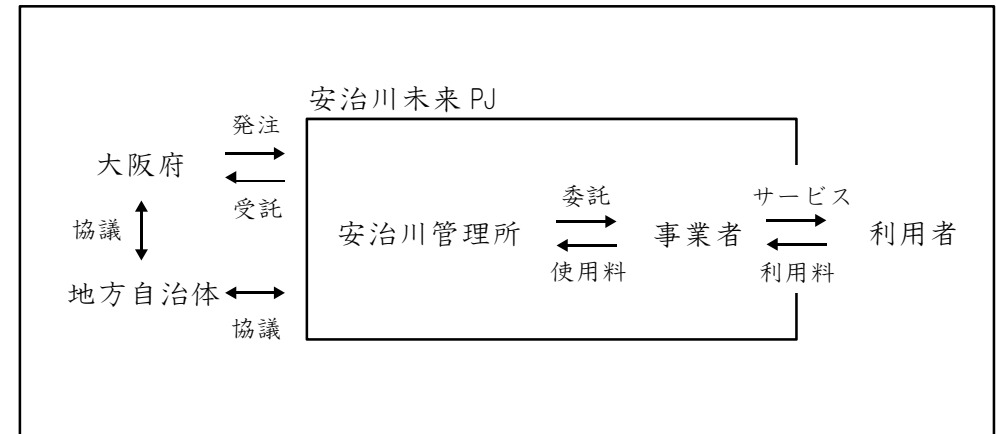 安治川未来 PJ
発注
大阪府
受託
協議
地方自治体
協議
安治川管理所
委託
使用料
事業者
サービス
利用料
利用者